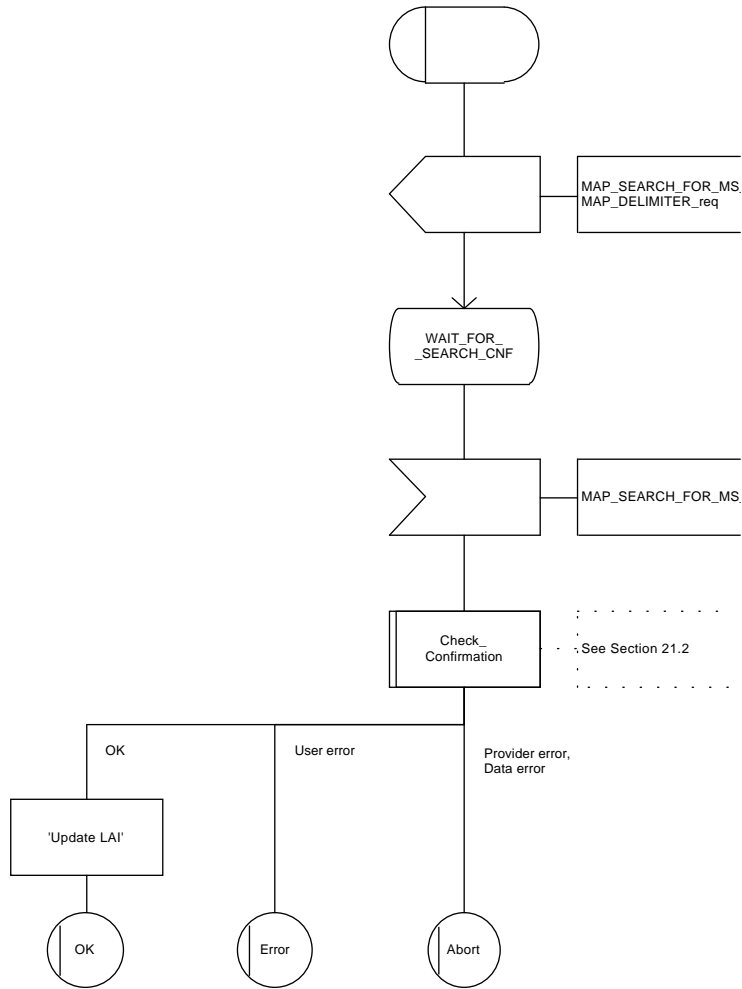 MAP_SEARCH_FOR_MS_
MAP_DELIMITER_req
WAIT_FOR_
_SEARCH_CNF
MAP_SEARCH_FOR_MS_
Check_
Confirmation
See Section 21.2
OK
User error
Provider error,
Data error
'Update LAI'
OK
Error
Abort